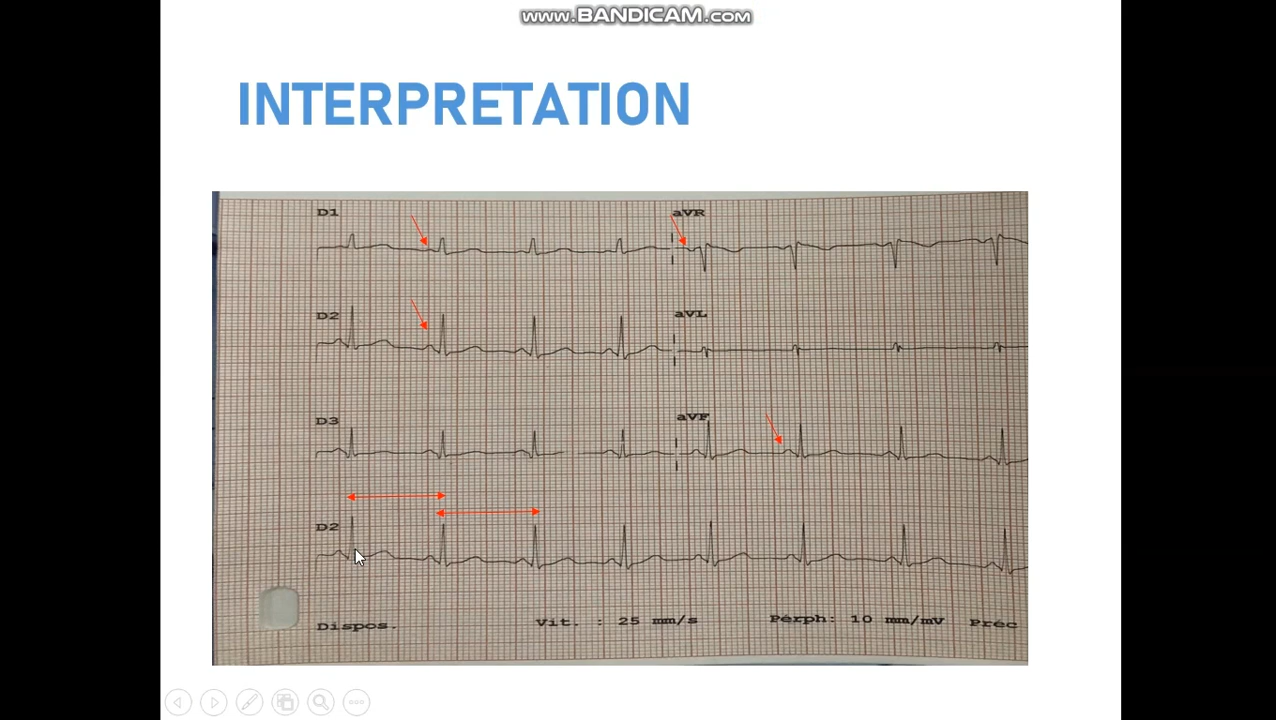 www.BANDICAM.com
INTERPRETATION
D1
aVR
D2
aVL
D3
aVF
D2
Dispos.
Vit. : 25 mm/s
Périph: 10 mm/mV
Préc